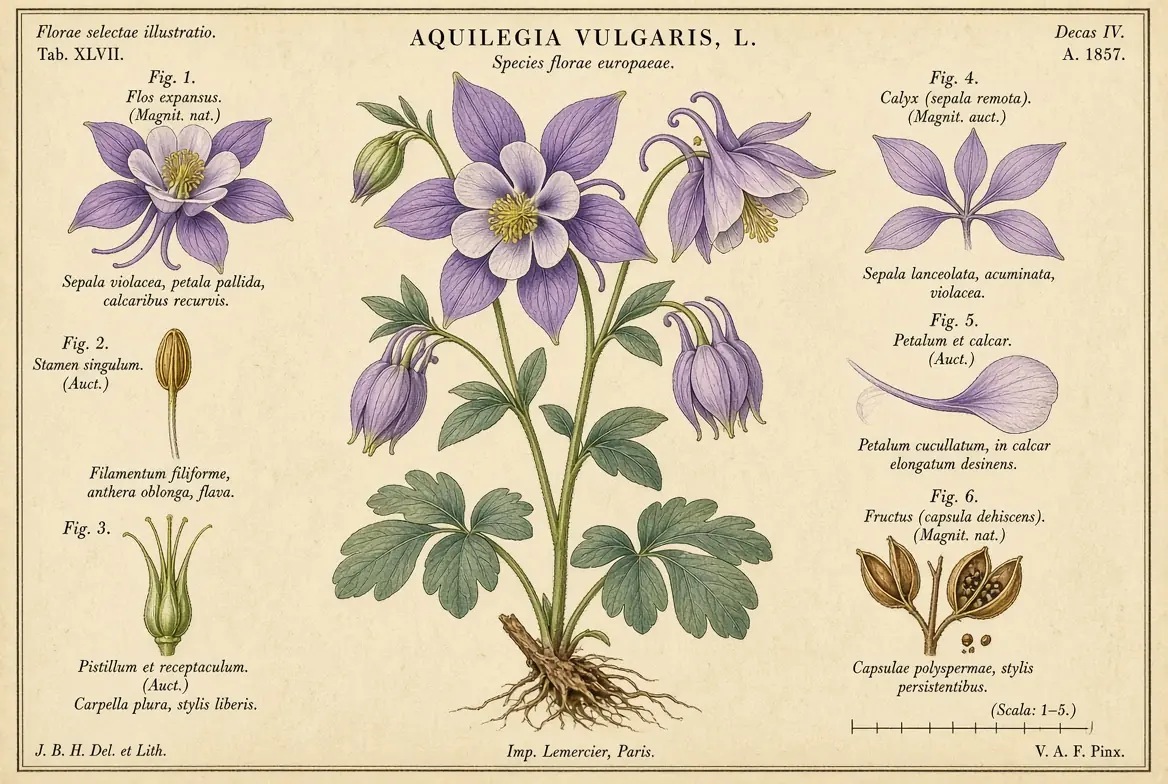 Florae selectae illustratio.
Tab. XLVII.
AQUILEGIA VULGARIS, L.
Species florae europaeae.
Decas IV.
A. 1857.
Fig. 1.
Flos expansus.
(Magnit. nat.)
Sepala violacea, petala pallida,
calcaribus recurvis.
Fig. 2.
Stamen singulum.
(Auct.)
Filamentum filiforme,
anthera oblonga, flava.
Fig. 3.
Pistillum et receptaculum.
(Auct.)
Carpella plura, stylis liberis.
Fig. 4.
Calyx (sepala remota).
(Magnit. auct.)
Sepala lanceolata, acuminata,
violacea.
Fig. 5.
Petalum et calcar.
(Auct.)
Petalum cucullatum, in calcar
elongatum desinens.
Fig. 6.
Fructus (capsula dehiscens).
(Magnit. nat.)
Capsulae polyspermae, stylis
persistentibus.
(Scala: 1–5.)
J. B. H. Del. et Lith.
Imp. Lemercier, Paris.
V. A. F. Pinx.